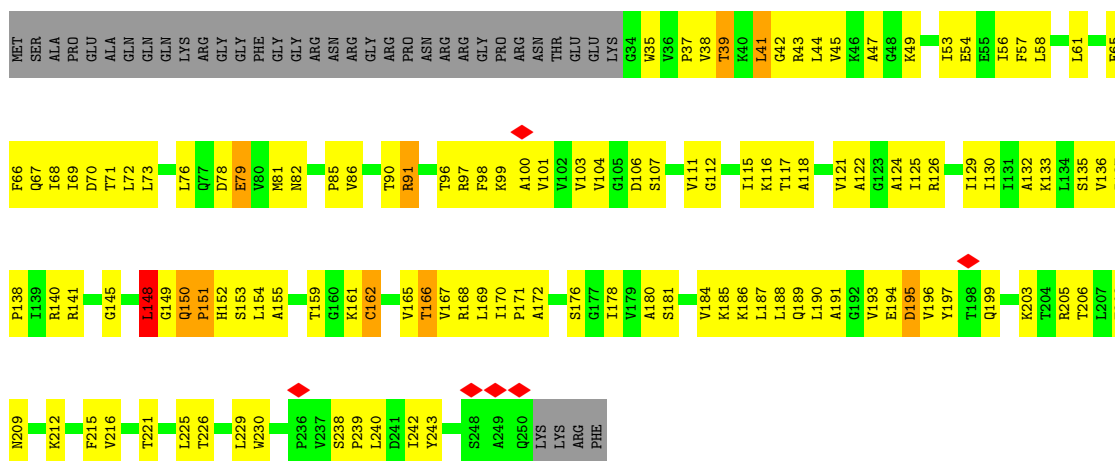 MET SER ALA PRO GLU ALA GLN GLN GLN LYS ARG GLY GLY PHE GLY GLY ARG ASN ARG GLY ARG PRO ASN ARG ARG GLY PRO ARG ASN THR GLU GLU LYS G34 W35 V36 P37 V38 T39 K40 L41 G42 R43 L44 V45 K46 A47 G48 K49 I53 E54 E55 I56 F57 L58 L61 E65
F66 Q67 I68 I69 D70 T71 L72 L73 L76 Q77 D78 E79 V80 M81 N82 P85 V86 T90 R91 T96 R97 F98 K99 A100 V101 V102 V103 V104 G105 D106 S107 V111 G112 I115 K116 T117 A118 V121 A122 G123 A124 I125 R126 I129 I130 I131 A132 K133 L134 S135 V136
P138 I139 R140 R141 G145 L148 G149 Q150 P151 H152 S153 L154 A155 T159 G160 K161 C162 V165 T166 V167 R168 L169 I170 P171 A172 S176 G177 I178 V179 A180 S181 V184 K185 K186 L187 L188 Q189 L190 A191 G192 V193 E194 D195 V196 Y197 T198 Q199 K203 T204 R205 T206 L207
N209 K212 F215 V216 T221 L225 T226 L229 W230 P236 V237 S238 P239 L240 D241 I242 Y243 S248 A249 Q250 LYS LYS ARG PHE